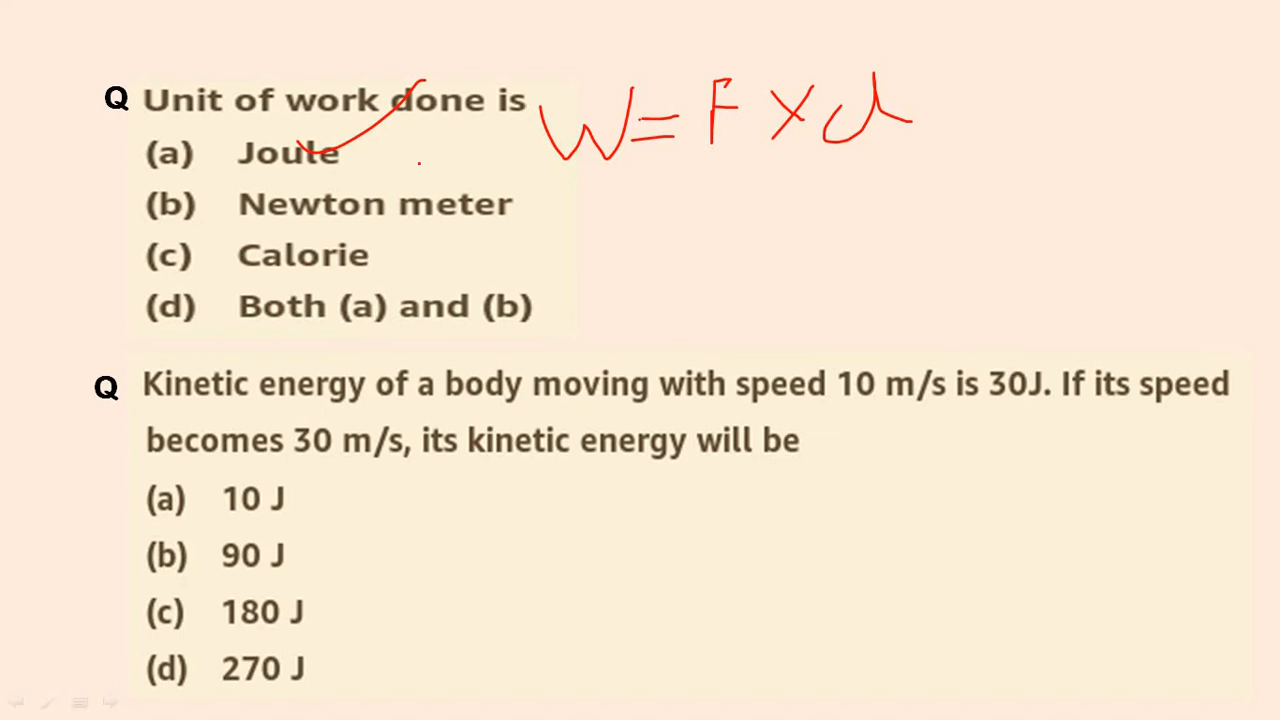 Q Unit of work done is W = F × d
(a) Joule
(b) Newton meter
(c) Calorie
(d) Both (a) and (b)
Q Kinetic energy of a body moving with speed 10 m/s is 30J. If its speed
becomes 30 m/s, its kinetic energy will be
(a) 10 J
(b) 90 J
(c) 180 J
(d) 270 J